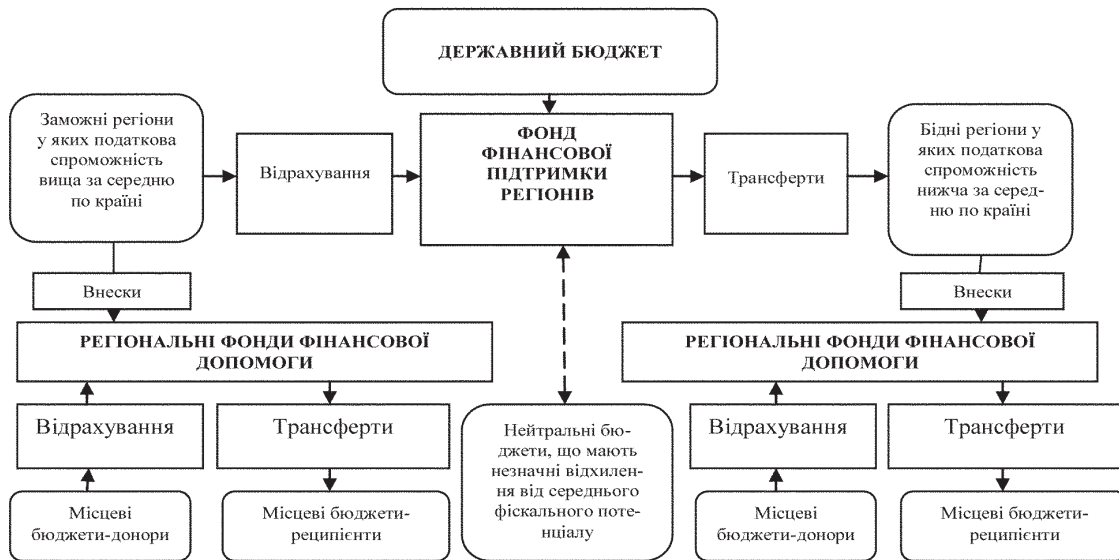 ДЕРЖАВНИЙ БЮДЖЕТ
Заможні регіони
у яких податкова
спроможність
вища за середню
по країні
Відрахування
ФОНД
ФІНАНСОВОЇ
ПІДТРИМКИ
РЕГІОНІВ
Трансферти
Бідні регіони у
яких податкова
спроможність
нижча за серед-
ню по країні
Внески
Внески
РЕГІОНАЛЬНІ ФОНДИ ФІНАНСОВОЇ
ДОПОМОГИ
РЕГІОНАЛЬНІ ФОНДИ ФІНАНСОВОЇ
ДОПОМОГИ
Відрахування
Трансферти
Нейтральні бю-
джети, що мають
незначні відхилен-
ня від середнього
фіскального поте-
нціалу
Відрахування
Трансферти
Місцеві
бюджети-донори
Місцеві бюджети-
реципієнти
Місцеві
бюджети-донори
Місцеві бюджети-
реципієнти